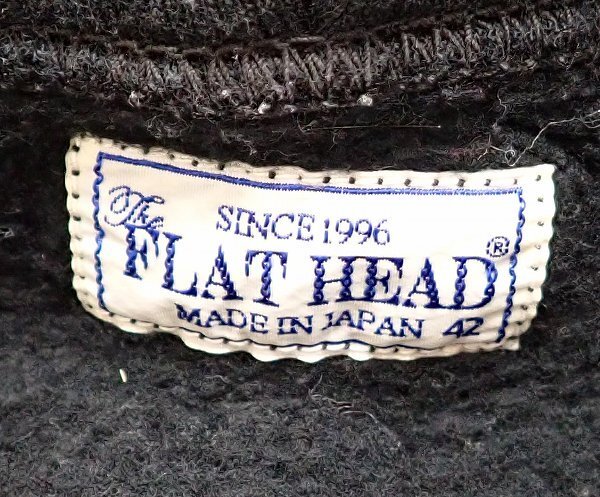 SINCE 1996
The
FLAT HEAD®
MADE IN JAPAN 42